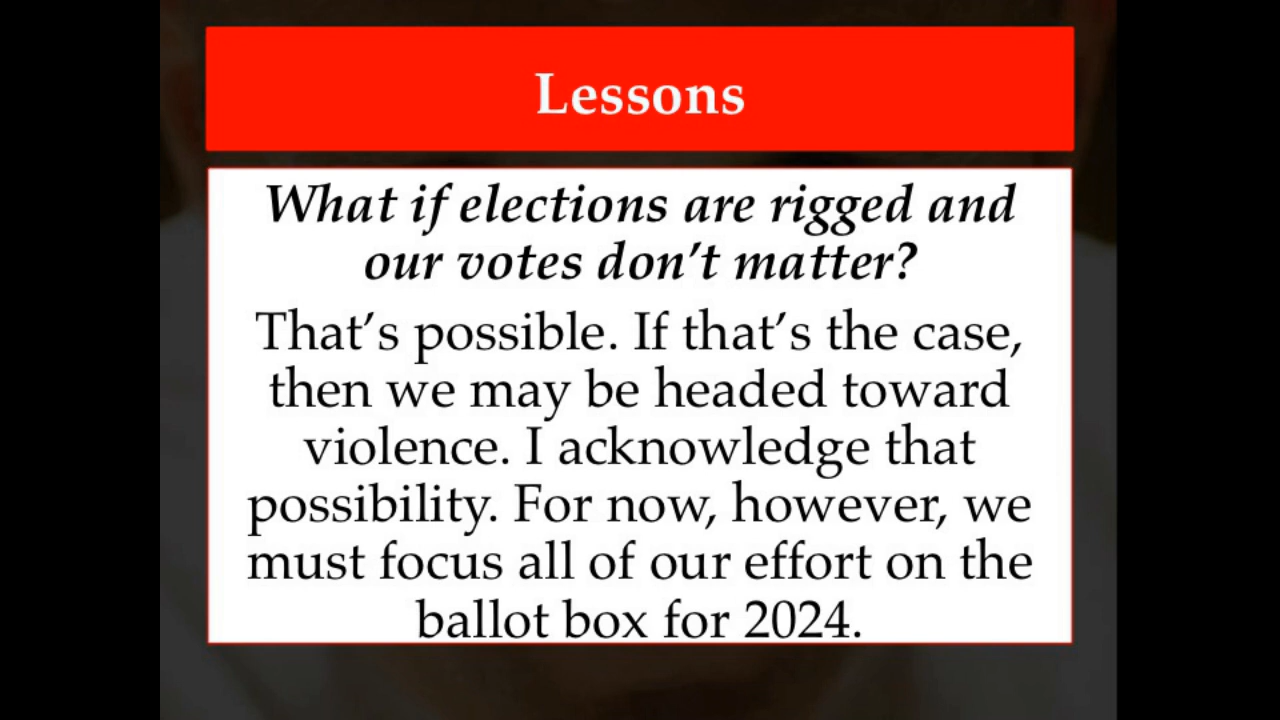 Lessons
What if elections are rigged and
our votes don’t matter?
That’s possible. If that’s the case,
then we may be headed toward
violence. I acknowledge that
possibility. For now, however, we
must focus all of our effort on the
ballot box for 2024.